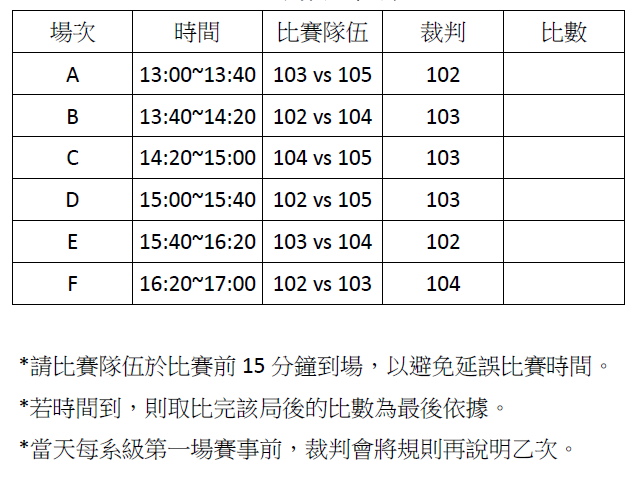 場次 時間 比賽隊伍 裁判 比數
A 13:00~13:40 103 vs 105 102
B 13:40~14:20 102 vs 104 103
C 14:20~15:00 104 vs 105 103
D 15:00~15:40 102 vs 105 103
E 15:40~16:20 103 vs 104 102
F 16:20~17:00 102 vs 103 104
*請比賽隊伍於比賽前 15 分鐘到場，以避免延誤比賽時間。
*若時間到，則取比完該局後的比數為最後依據。
*當天每系級第一場賽事前，裁判會將規則再說明乙次。